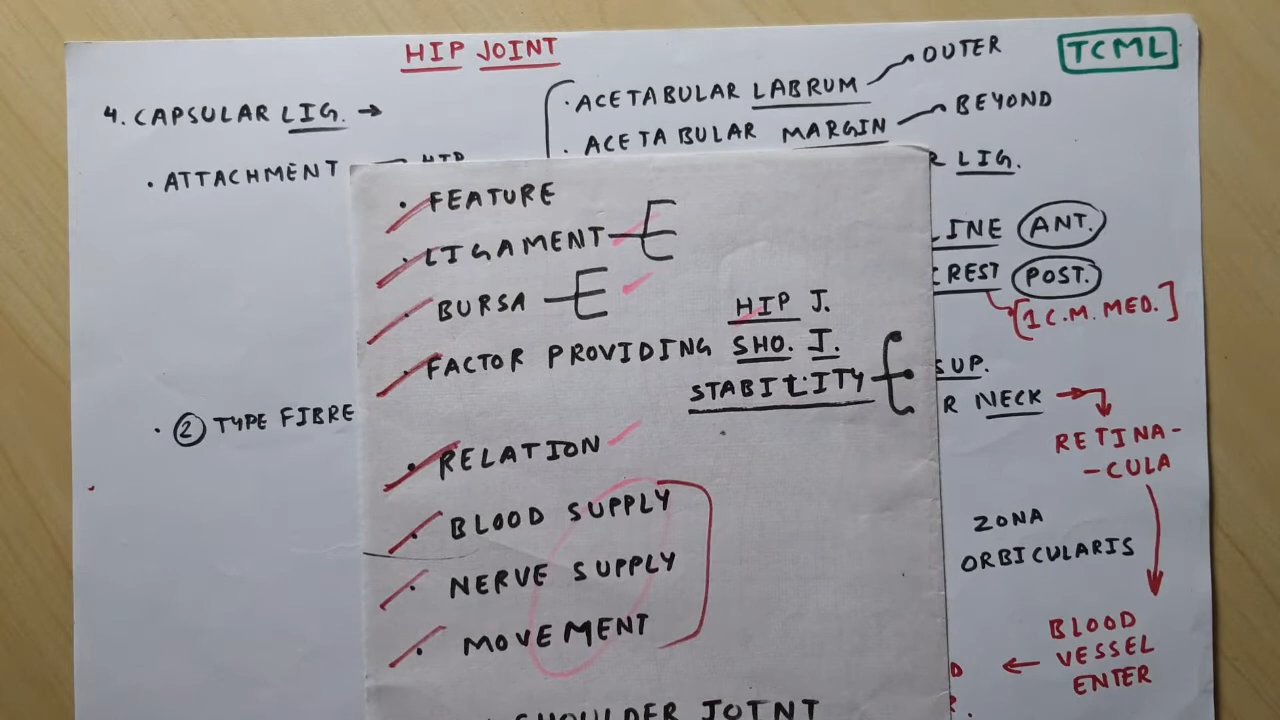 HIP JOINT
TCML
4. CAPSULAR LIG. →
· ACETABULAR LABRUM
OUTER
· ACETABULAR MARGIN
BEYOND
LIG.
· ATTACHMENT
LINE ANT.
CREST POST.
[1 C.M. MED.]
SUP.
NECK →
RETINA-
-CULA
· ② TYPE FIBRE
ZONA
ORBICULARIS
BLOOD
VESSEL
ENTER
←
· FEATURE
· LIGAMENT
· BURSA
· FACTOR PROVIDING
HIP J.
SHO. J.
STABILITY
· RELATION
· BLOOD SUPPLY
· NERVE SUPPLY
· MOVEMENT
SHOULDER JOINT